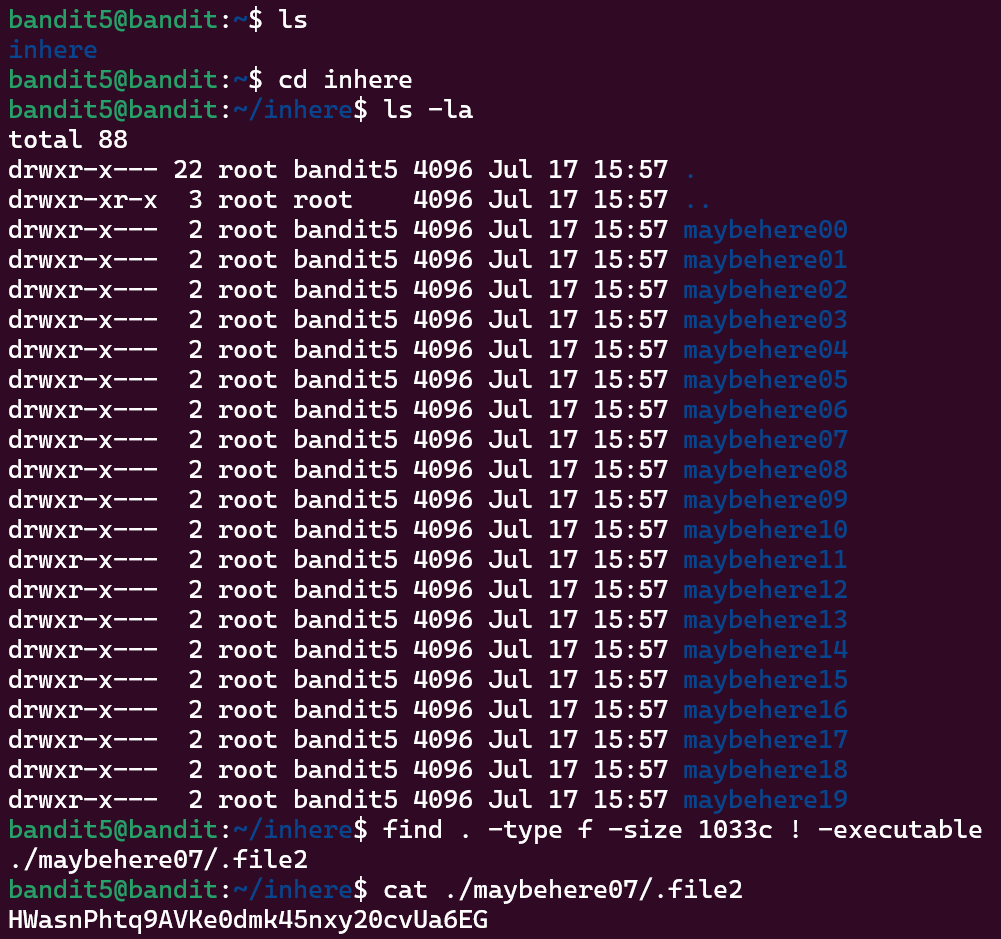 bandit5@bandit:~$ ls
inhere
bandit5@bandit:~$ cd inhere
bandit5@bandit:~/inhere$ ls -la
total 88
drwxr-x--- 22 root bandit5 4096 Jul 17 15:57 .
drwxr-xr-x  3 root root    4096 Jul 17 15:57 ..
drwxr-x---  2 root bandit5 4096 Jul 17 15:57 maybehere00
drwxr-x---  2 root bandit5 4096 Jul 17 15:57 maybehere01
drwxr-x---  2 root bandit5 4096 Jul 17 15:57 maybehere02
drwxr-x---  2 root bandit5 4096 Jul 17 15:57 maybehere03
drwxr-x---  2 root bandit5 4096 Jul 17 15:57 maybehere04
drwxr-x---  2 root bandit5 4096 Jul 17 15:57 maybehere05
drwxr-x---  2 root bandit5 4096 Jul 17 15:57 maybehere06
drwxr-x---  2 root bandit5 4096 Jul 17 15:57 maybehere07
drwxr-x---  2 root bandit5 4096 Jul 17 15:57 maybehere08
drwxr-x---  2 root bandit5 4096 Jul 17 15:57 maybehere09
drwxr-x---  2 root bandit5 4096 Jul 17 15:57 maybehere10
drwxr-x---  2 root bandit5 4096 Jul 17 15:57 maybehere11
drwxr-x---  2 root bandit5 4096 Jul 17 15:57 maybehere12
drwxr-x---  2 root bandit5 4096 Jul 17 15:57 maybehere13
drwxr-x---  2 root bandit5 4096 Jul 17 15:57 maybehere14
drwxr-x---  2 root bandit5 4096 Jul 17 15:57 maybehere15
drwxr-x---  2 root bandit5 4096 Jul 17 15:57 maybehere16
drwxr-x---  2 root bandit5 4096 Jul 17 15:57 maybehere17
drwxr-x---  2 root bandit5 4096 Jul 17 15:57 maybehere18
drwxr-x---  2 root bandit5 4096 Jul 17 15:57 maybehere19
bandit5@bandit:~/inhere$ find . -type f -size 1033c ! -executable
./maybehere07/.file2
bandit5@bandit:~/inhere$ cat ./maybehere07/.file2
HWasnPhtq9AVKe0dmk45nxy20cvUa6EG